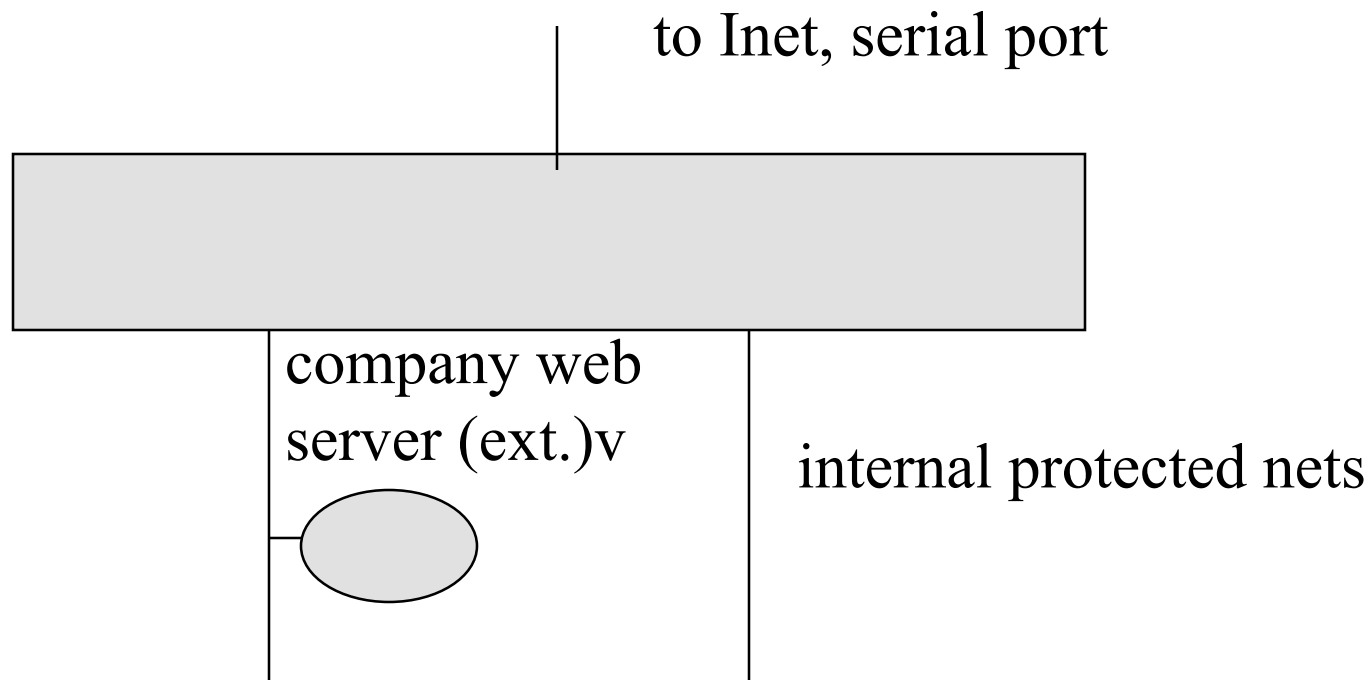 to Inet, serial port
company web
server (ext.)v
internal protected nets